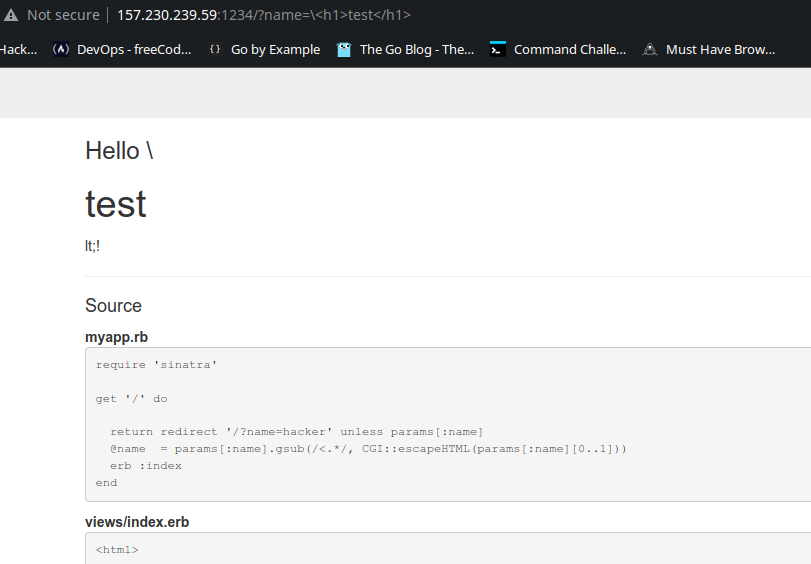 Not secure 157.230.239.59:1234/?name=\<h1>test</h1>
Hack... DevOps - freeCod... Go by Example The Go Blog - The... Command Challe... Must Have Brow...
Hello \
test
lt;!
Source
myapp.rb
require 'sinatra'
get '/' do
return redirect '/?name=hacker' unless params[:name]
@name = params[:name].gsub(/<.*/, CGI::escapeHTML(params[:name][0..1]))
erb :index
end
views/index.erb
<html>